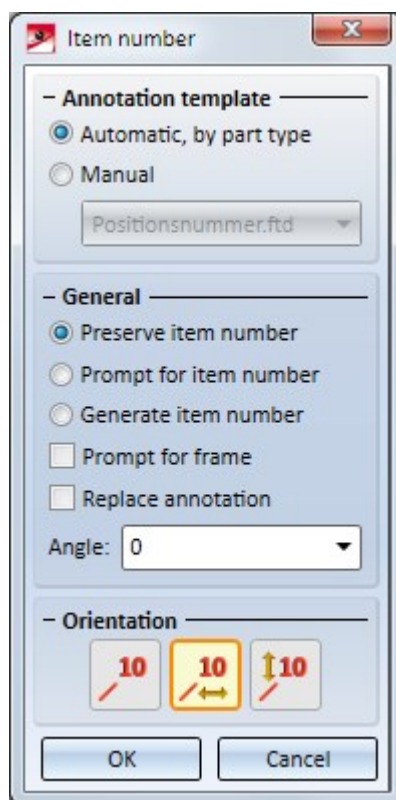 Item number
Annotation template
Automatic, by part type
Manual
Positionsnummer.ftd
General
Preserve item number
Prompt for item number
Generate item number
Prompt for frame
Replace annotation
Angle: 0
Orientation
10 10 10
OK Cancel